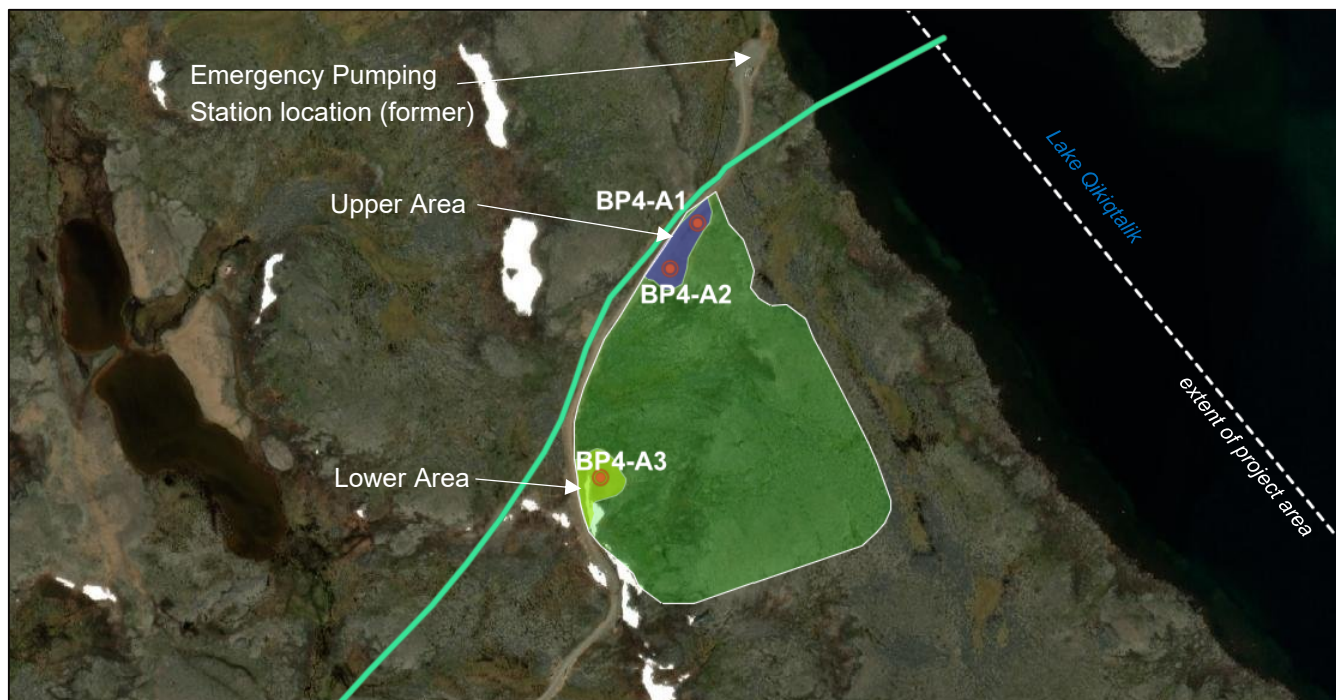 Emergency Pumping
Station location (former)
Lake Qikiqtalik
BP4-A1
Upper Area
BP4-A2
extent of project area
BP4-A3
Lower Area